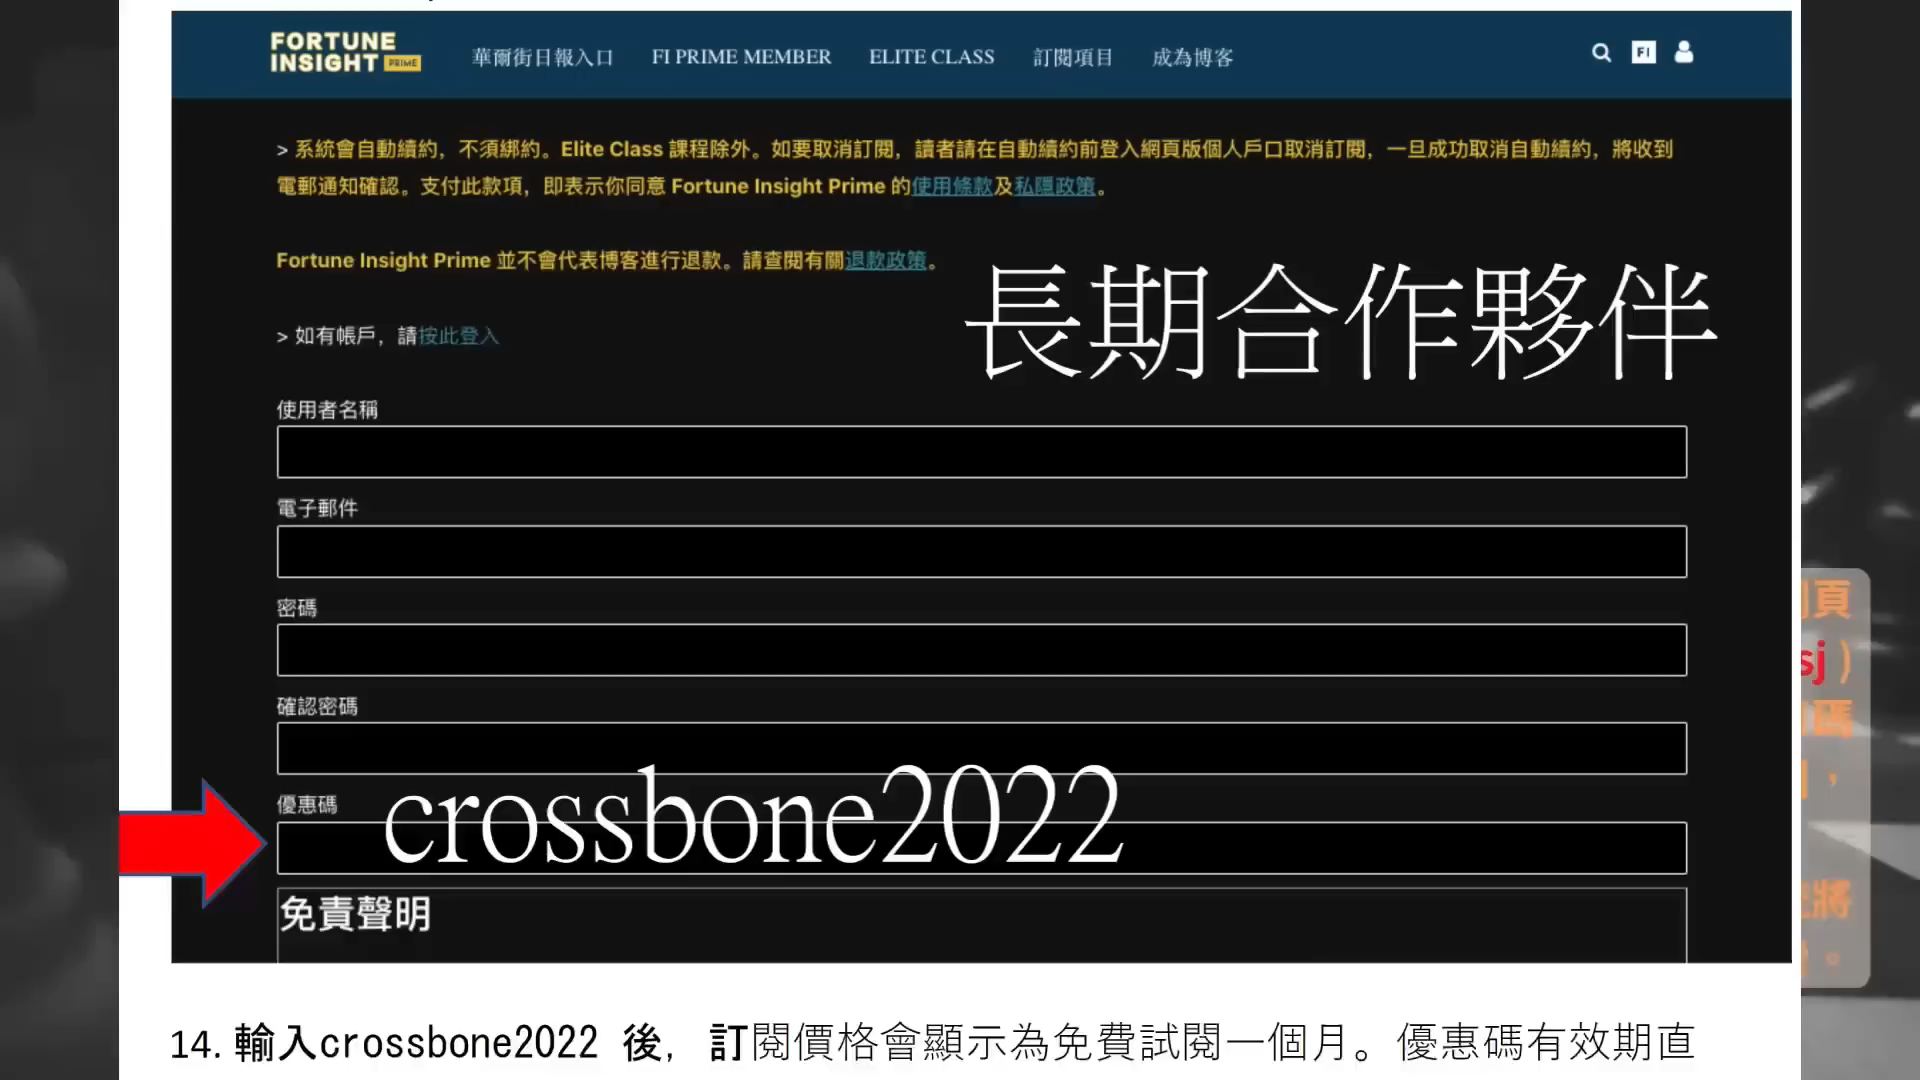 FORTUNE
INSIGHT PRIME
華爾街日報入口 FI PRIME MEMBER ELITE CLASS 訂閱項目 成為博客 FI
> 系統會自動續約，不須綁約。Elite Class 課程除外。如要取消訂閱，讀者請在自動續約前登入網頁版個人戶口取消訂閱，一旦成功取消自動續約，將收到
電郵通知確認。支付此款項，即表示你同意 Fortune Insight Prime 的使用條款及私隱政策。
Fortune Insight Prime 並不會代表博客進行退款。請查閱有關退款政策。
長期合作夥伴
> 如有帳戶，請按此登入
使用者名稱
電子郵件
密碼
確認密碼
優惠碼
crossbone2022
免責聲明
頁
sj )
碼
，
將
。
14. 輸入crossbone2022 後，訂閱價格會顯示為免費試閱一個月。優惠碼有效期直